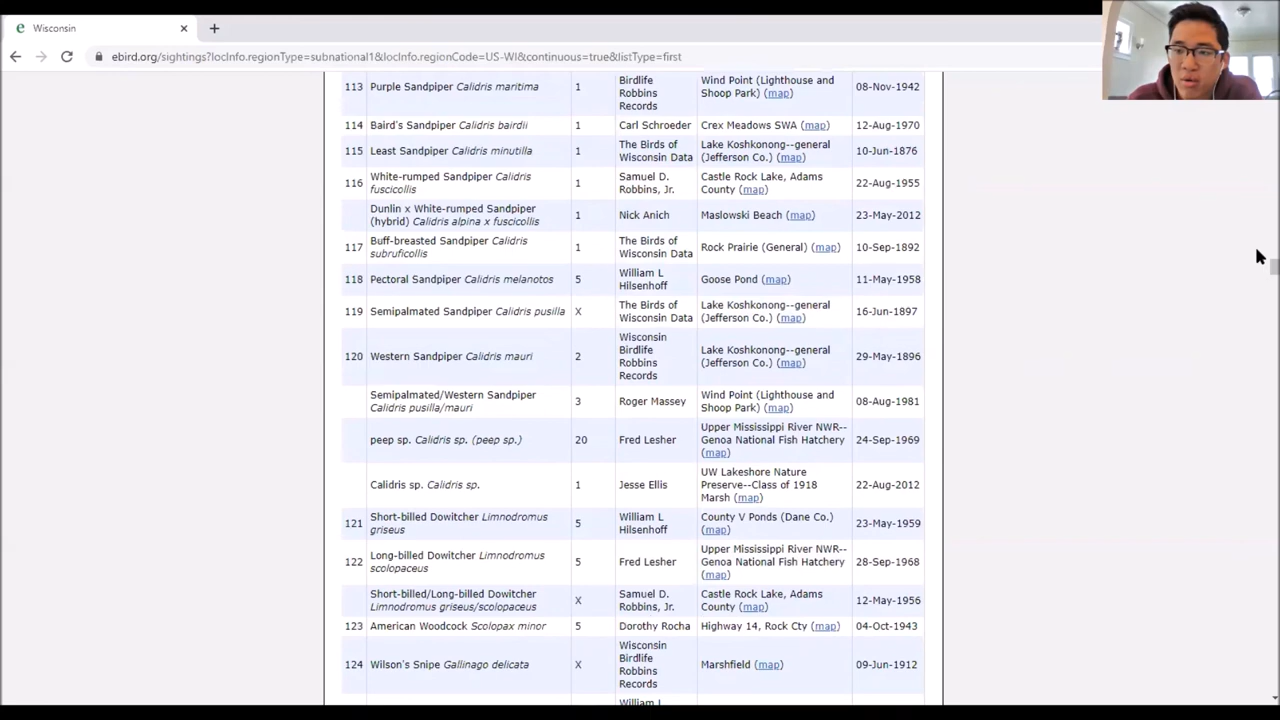 Wisconsin
ebird.org/sightings?locInfo.regionType=subnational1&locInfo.regionCode=US-WI&continuous=true&listType=first
113 Purple Sandpiper Calidris maritima 1 Birdlife Robbins Records Wind Point (Lighthouse and Shoop Park) (map) 08-Nov-1942
114 Baird's Sandpiper Calidris bairdii 1 Carl Schroeder Crex Meadows SWA (map) 12-Aug-1970
115 Least Sandpiper Calidris minutilla 1 The Birds of Wisconsin Data Lake Koshkonong--general (Jefferson Co.) (map) 10-Jun-1876
116 White-rumped Sandpiper Calidris fuscicollis 1 Samuel D. Robbins, Jr. Castle Rock Lake, Adams County (map) 22-Aug-1955
Dunlin x White-rumped Sandpiper (hybrid) Calidris alpina x fuscicollis 1 Nick Anich Maslowski Beach (map) 23-May-2012
117 Buff-breasted Sandpiper Calidris subruficollis 1 The Birds of Wisconsin Data Rock Prairie (General) (map) 10-Sep-1892
118 Pectoral Sandpiper Calidris melanotos 5 William L Hilsenhoff Goose Pond (map) 11-May-1958
119 Semipalmated Sandpiper Calidris pusilla X The Birds of Wisconsin Data Lake Koshkonong--general (Jefferson Co.) (map) 16-Jun-1897
120 Western Sandpiper Calidris mauri 2 Wisconsin Birdlife Robbins Records Lake Koshkonong--general (Jefferson Co.) (map) 29-May-1896
Semipalmated/Western Sandpiper Calidris pusilla/mauri 3 Roger Massey Wind Point (Lighthouse and Shoop Park) (map) 08-Aug-1981
peep sp. Calidris sp. (peep sp.) 20 Fred Lesher Upper Mississippi River NWR--Genoa National Fish Hatchery (map) 24-Sep-1969
Calidris sp. Calidris sp. 1 Jesse Ellis UW Lakeshore Nature Preserve--Class of 1918 Marsh (map) 22-Aug-2012
121 Short-billed Dowitcher Limnodromus griseus 5 William L Hilsenhoff County V Ponds (Dane Co.) (map) 23-May-1959
122 Long-billed Dowitcher Limnodromus scolopaceus 5 Fred Lesher Upper Mississippi River NWR--Genoa National Fish Hatchery (map) 28-Sep-1968
Short-billed/Long-billed Dowitcher Limnodromus griseus/scolopaceus X Samuel D. Robbins, Jr. Castle Rock Lake, Adams County (map) 12-May-1956
123 American Woodcock Scolopax minor 5 Dorothy Rocha Highway 14, Rock Cty (map) 04-Oct-1943
124 Wilson's Snipe Gallinago delicata X Wisconsin Birdlife Robbins Records Marshfield (map) 09-Jun-1912
William L